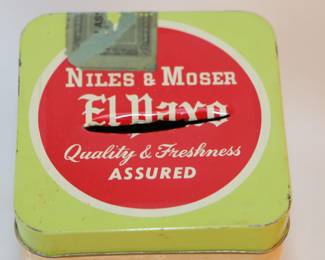 NILES & MOSER
El Paxo
Quality & Freshness
ASSURED